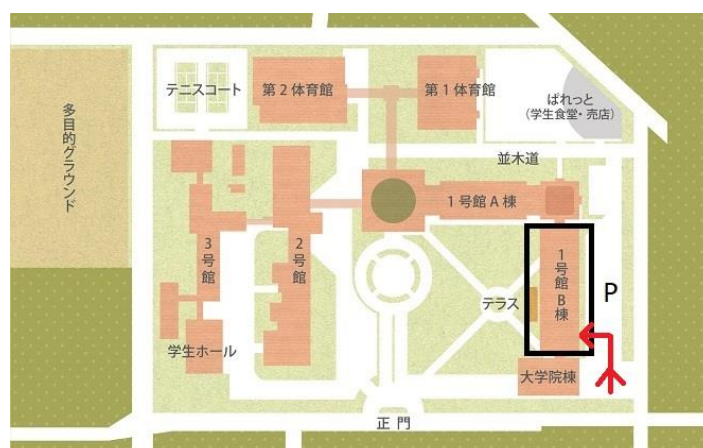 テニスコート
第2体育館
第1体育館
ぱれっと
(学生食堂・売店)
多目的グラウンド
並木道
1号館A棟
3号館
2号館
1号館B棟
テラス
P
学生ホール
大学院棟
正門